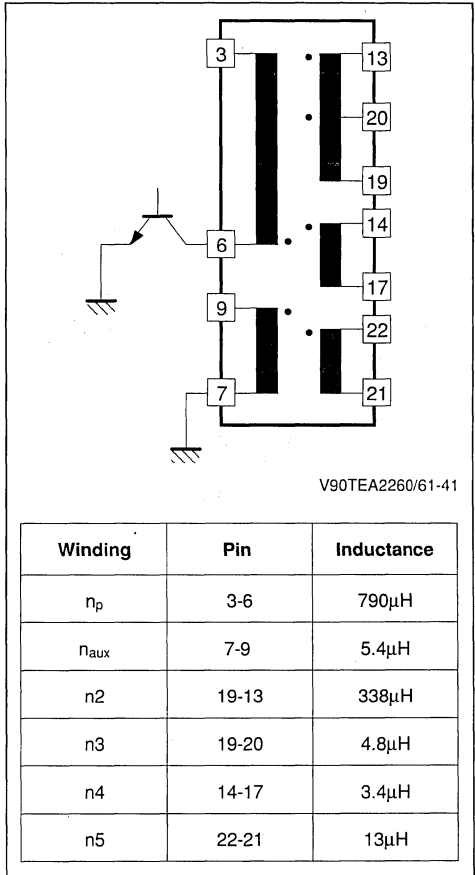 3 13
20
19
6 14
9 17
22
7 21
V90TEA2260/61-41
Winding Pin Inductance
np 3-6 790μH
naux 7-9 5.4μH
n2 19-13 338μH
n3 19-20 4.8μH
n4 14-17 3.4μH
n5 22-21 13μH